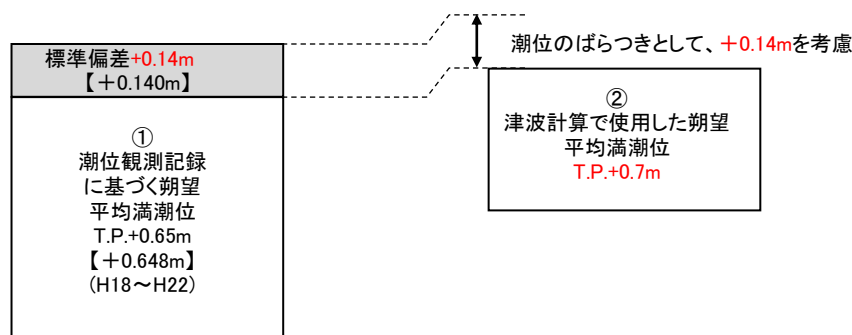 標準偏差+0.14m
【+0.140m】
①
潮位観測記録
に基づく朔望
平均満潮位
T.P.+0.65m
【+0.648m】
(H18~H22)
潮位のばらつきとして、+0.14mを考慮
②
津波計算で使用した朔望
平均満潮位
T.P.+0.7m